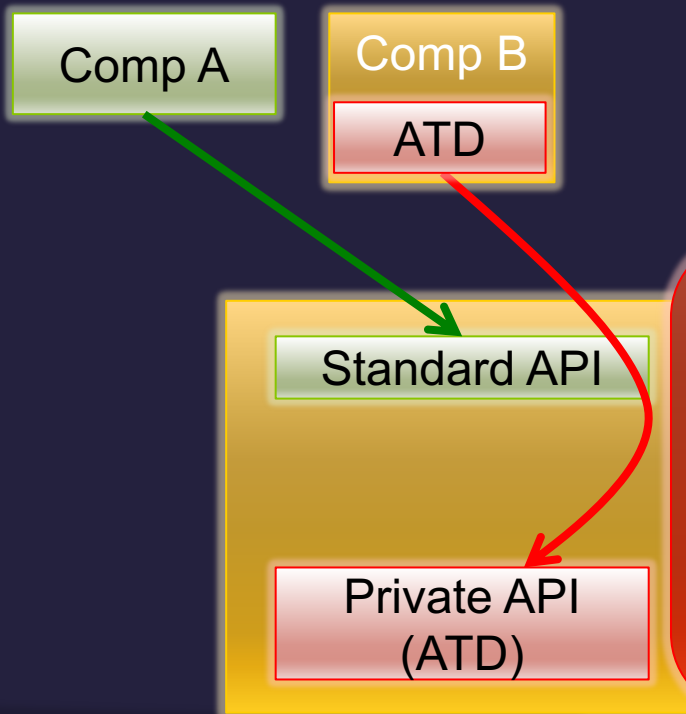 Comp A
Comp B
ATD
Standard API
Private API
(ATD)